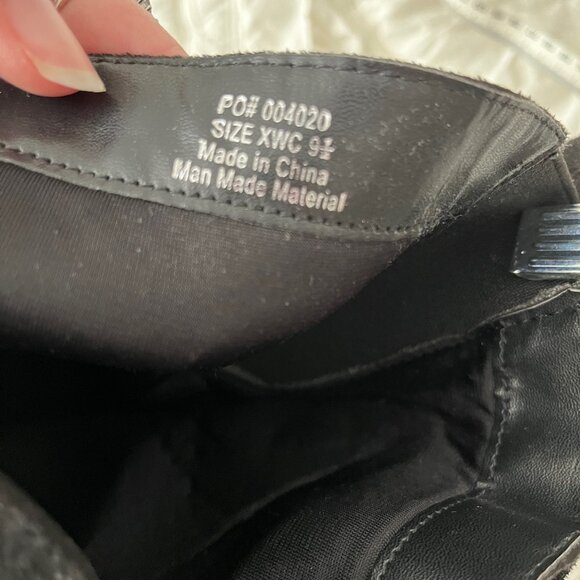 PO# 004020
SIZE XWC 9½
Made in China
Man Made Material